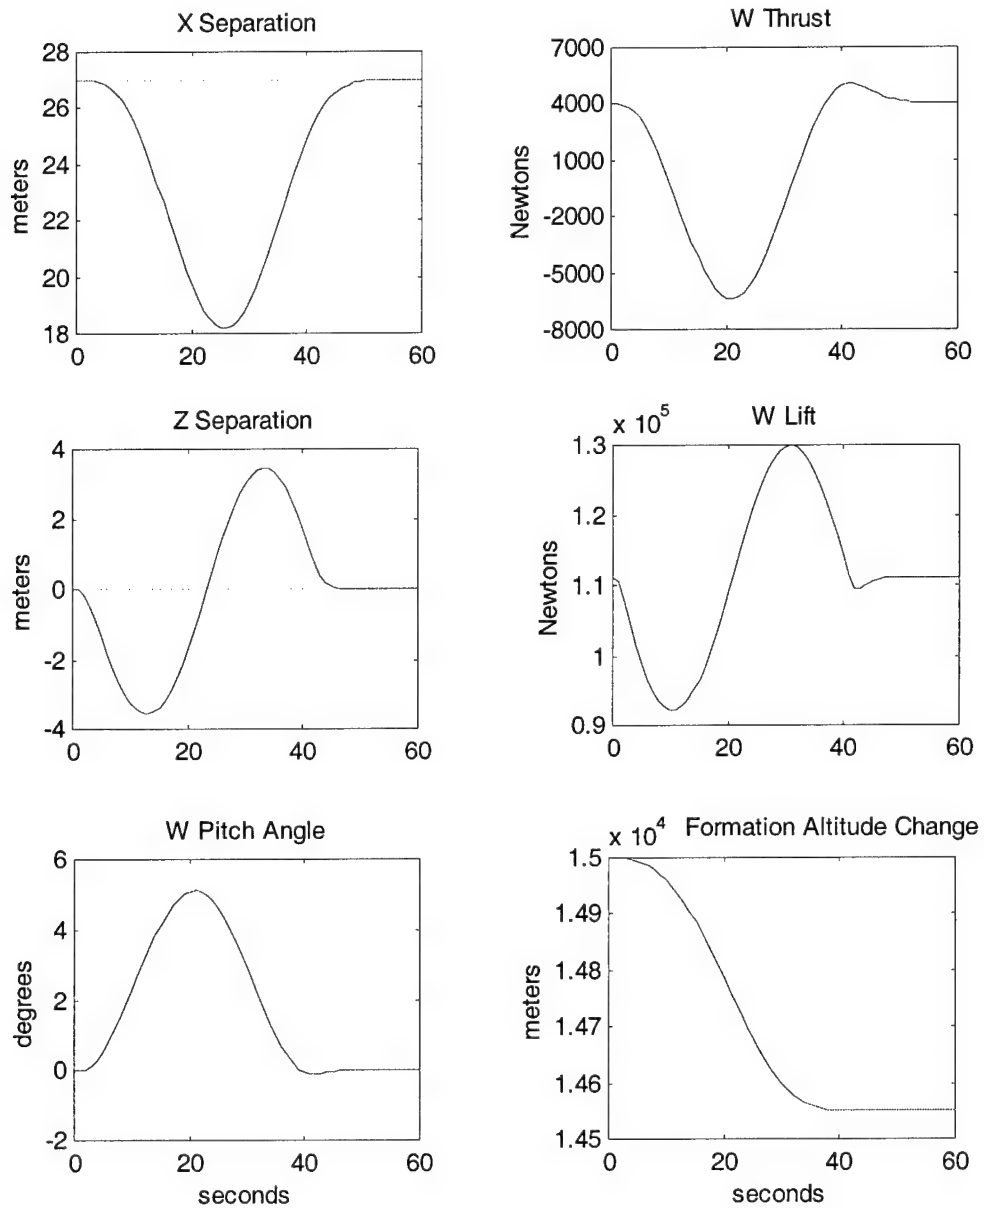 X Separation
28
26
24
22
20
18
meters
0 20 40 60
W Thrust
7000
4000
1000
-2000
-5000
-8000
Newtons
0 20 40 60
Z Separation
4
2
0
-2
-4
meters
0 20 40 60
W Lift
x 10^5
1.3
1.2
1.1
1
0.9
Newtons
0 20 40 60
W Pitch Angle
6
4
2
0
-2
degrees
0 20 40 60
seconds
Formation Altitude Change
x 10^4
1.5
1.49
1.48
1.47
1.46
1.45
meters
0 20 40 60
seconds